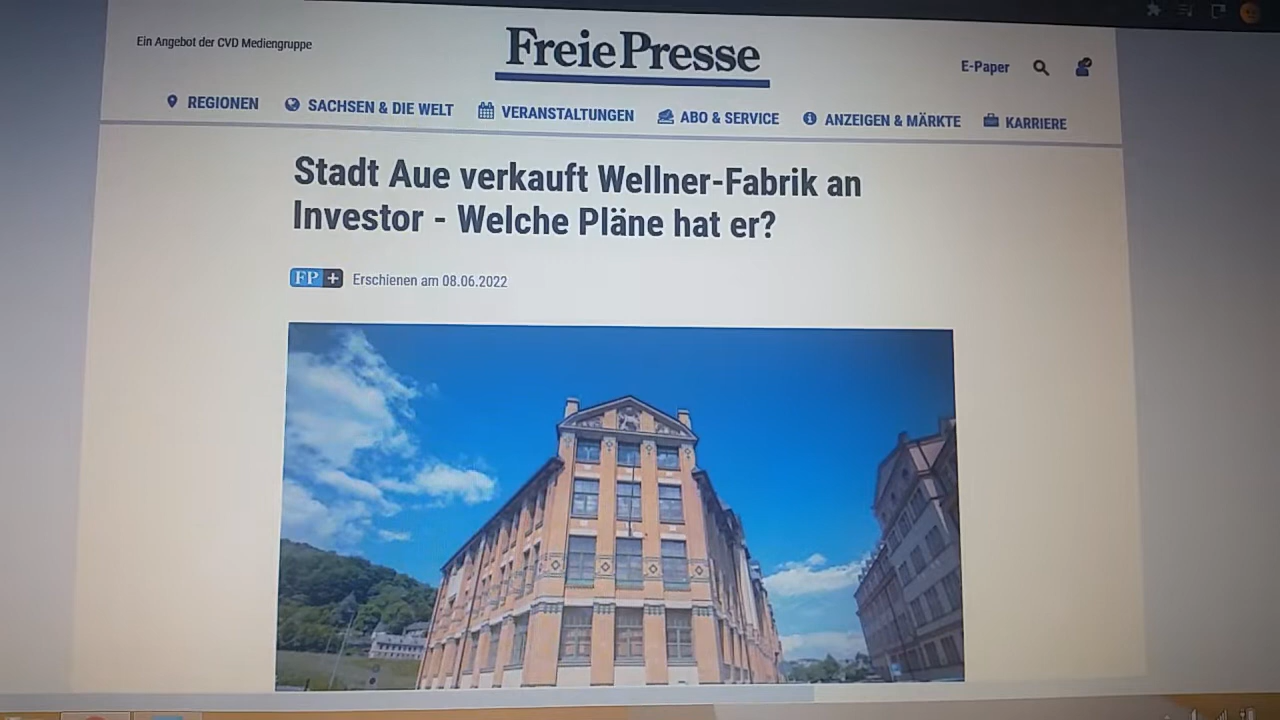 Ein Angebot der CVD Mediengruppe
Freie Presse
E-Paper
REGIONEN
SACHSEN & DIE WELT
VERANSTALTUNGEN
ABO & SERVICE
ANZEIGEN & MÄRKTE
KARRIERE
Stadt Aue verkauft Wellner-Fabrik an
Investor - Welche Pläne hat er?
FP +
Erschienen am 08.06.2022